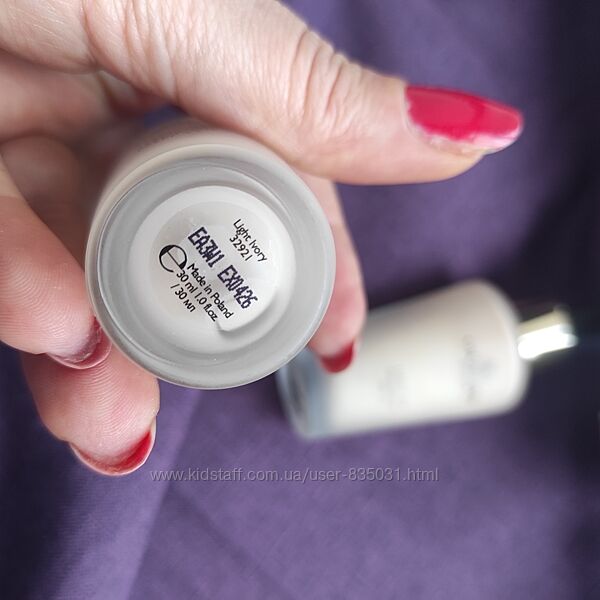 Light Ivory
32921
EA3W1 EX0426
e Made in Poland
30 ml 1.0 fl.oz
/ 30 мл
www.kidstaff.com.ua/user-835031.html